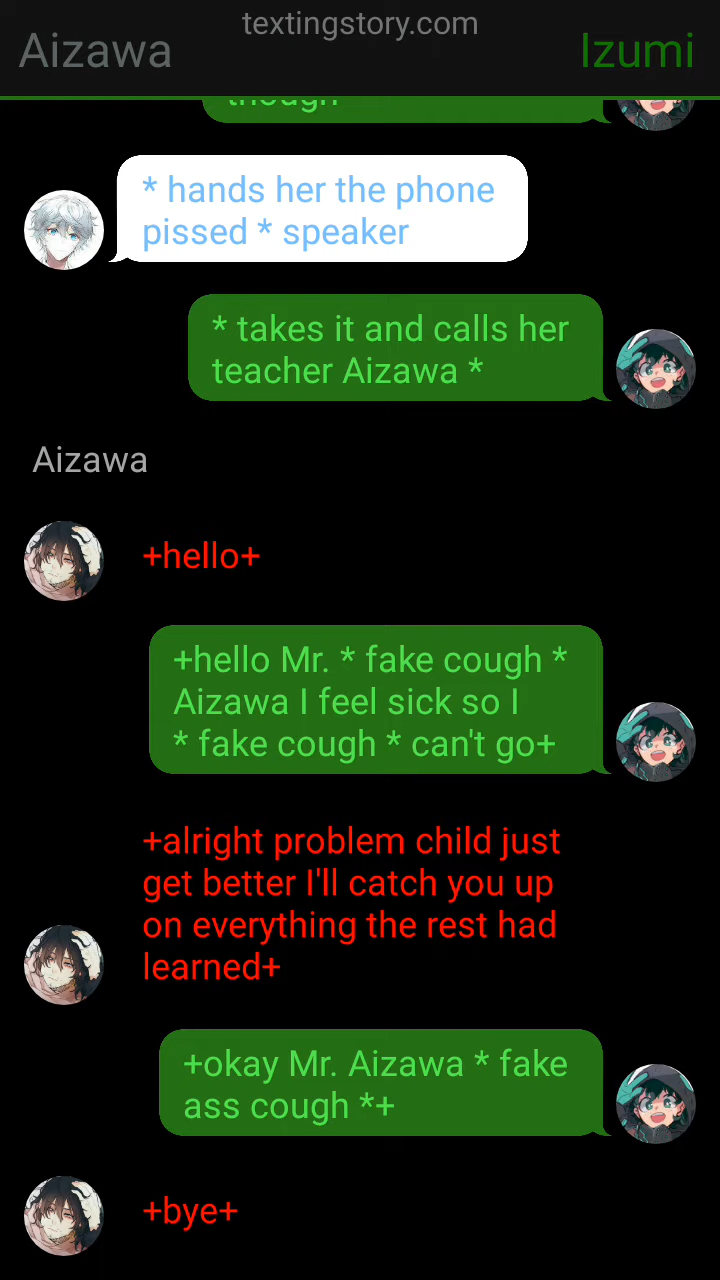 textingstory.com
Aizawa
Izumi
though
* hands her the phone
pissed * speaker
* takes it and calls her
teacher Aizawa *
Aizawa
+hello+
+hello Mr. * fake cough *
Aizawa I feel sick so I
* fake cough * can't go+
+alright problem child just
get better I'll catch you up
on everything the rest had
learned+
+okay Mr. Aizawa * fake
ass cough *+
+bye+